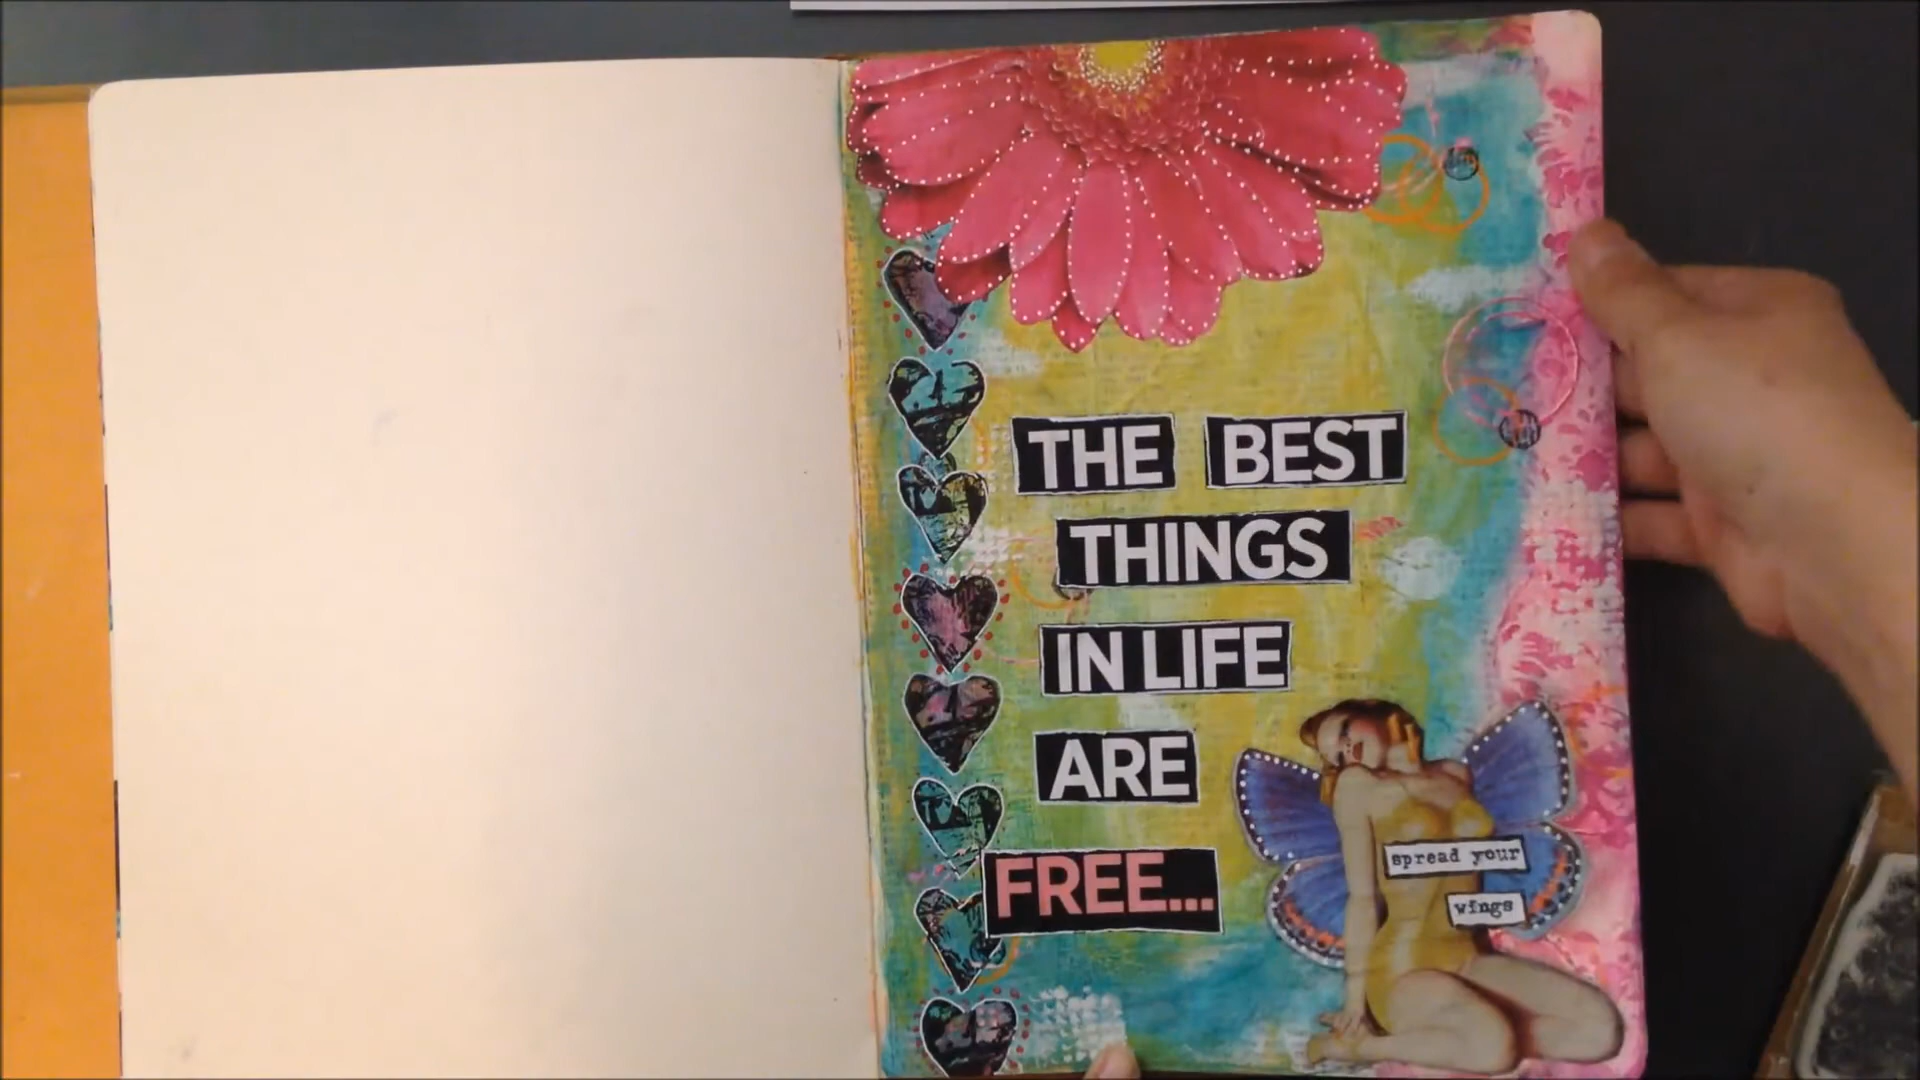 THE BEST
THINGS
IN LIFE
ARE
FREE...
spread your
wings